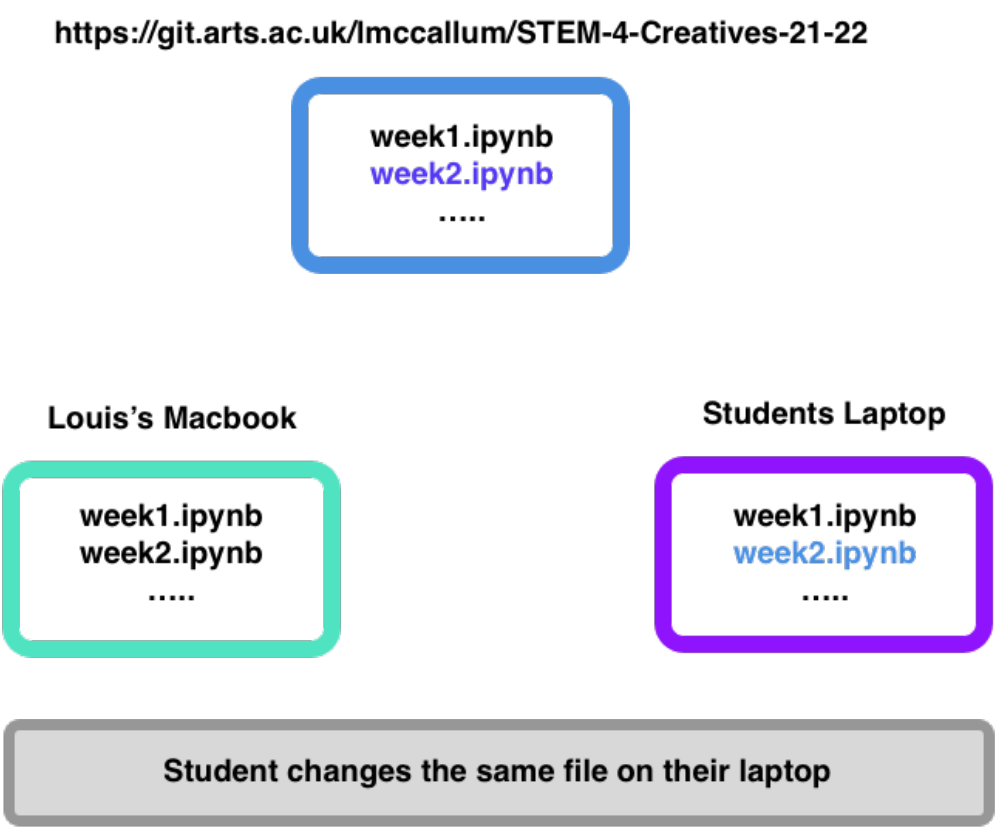 https://git.arts.ac.uk/lmccallum/STEM-4-Creatives-21-22
week1.ipynb
week2.ipynb
.....
Louis’s Macbook
Students Laptop
week1.ipynb
week2.ipynb
.....
week1.ipynb
week2.ipynb
.....
Student changes the same file on their laptop